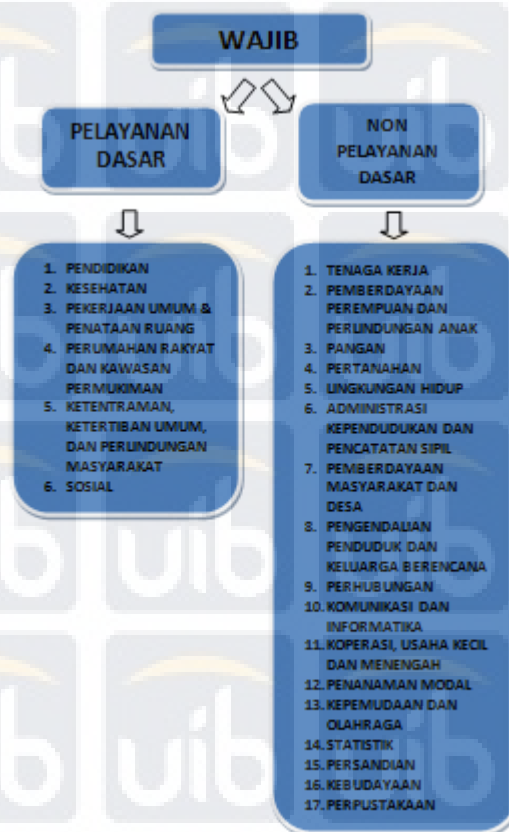 WAJIB
PELAYANAN
DASAR
NON
PELAYANAN
DASAR
1. PENDIDIKAN
2. KESEHATAN
3. PEKERJAAN UMUM &
PENATAAN RUANG
4. PERUMAHAN RAKYAT
DAN KAWASAN
PERMUKIMAN
5. KETENTRAMAN,
KETERTIBAN UMUM,
DAN PERLINDUNGAN
MASYARAKAT
6. SOSIAL
1. TENAGA KERJA
2. PEMBERDAYAAN
PEREMPUAN DAN
PERLINDUNGAN ANAK
3. PANGAN
4. PERTANAHAN
5. LINGKUNGAN HIDUP
6. ADMINISTRASI
KEPENDUDUKAN DAN
PENCATATAN SIPIL
7. PEMBERDAYAAN
MASYARAKAT DAN
DESA
8. PENGENDALIAN
PENDUDUK DAN
KELUARGA BERENCANA
9. PERHUBUNGAN
10. KOMUNIKASI DAN
INFORMATIKA
11. KOPERASI, USAHA KECIL
DAN MENENGAH
12. PENANAMAN MODAL
13. KEPEMUDAAN DAN
OLAHRAGA
14. STATISTIK
15. PERSANDIAN
16. KEBUDAYAAN
17. PERPUSTAKAAN
uib